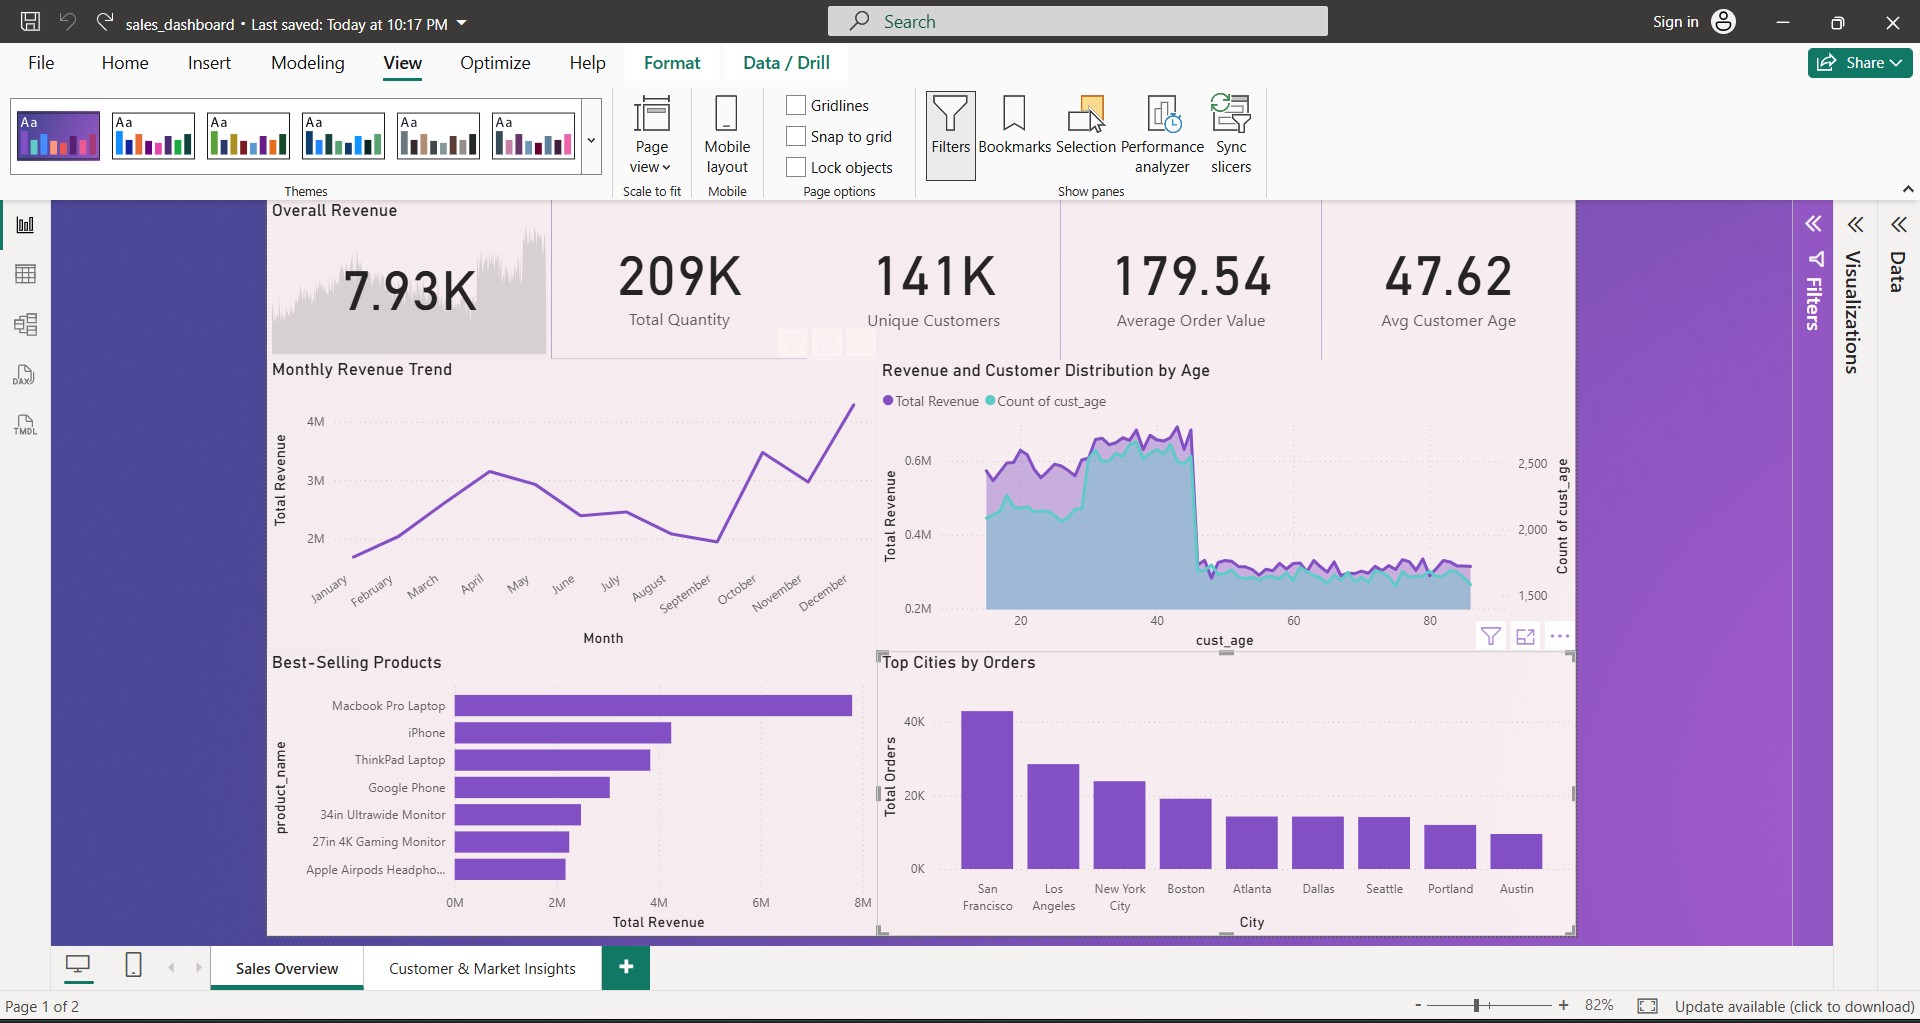 sales_dashboard • Last saved: Today at 10:17 PM
Search
Sign in
File
Home
Insert
Modeling
View
Optimize
Help
Format
Data / Drill
Share
Aa
Aa
Aa
Aa
Aa
Aa
Themes
Page
view
Scale to fit
Mobile
layout
Mobile
Gridlines
Snap to grid
Lock objects
Page options
Filters
Bookmarks
Selection
Performance
analyzer
Sync
slicers
Show panes
DAX
TMDL
Overall Revenue
7.93K
209K
Total Quantity
141K
Unique Customers
179.54
Average Order Value
47.62
Avg Customer Age
Filters
Visualizations
Data
Monthly Revenue Trend
Total Revenue
4M
3M
2M
January
February
March
April
May
June
July
August
September
October
November
December
Month
Revenue and Customer Distribution by Age
Total Revenue
Count of cust_age
Total Revenue
0.6M
0.4M
0.2M
2,500
2,000
1,500
Count of cust_age
20
40
60
80
cust_age
Best-Selling Products
product_name
Macbook Pro Laptop
iPhone
ThinkPad Laptop
Google Phone
34in Ultrawide Monitor
27in 4K Gaming Monitor
Apple Airpods Headpho...
0M
2M
4M
6M
8M
Total Revenue
Top Cities by Orders
Total Orders
40K
20K
0K
San
Francisco
Los
Angeles
New York
City
Boston
Atlanta
Dallas
Seattle
Portland
Austin
City
Sales Overview
Customer & Market Insights
+
Page 1 of 2
-
+
82%
Update available (click to download)